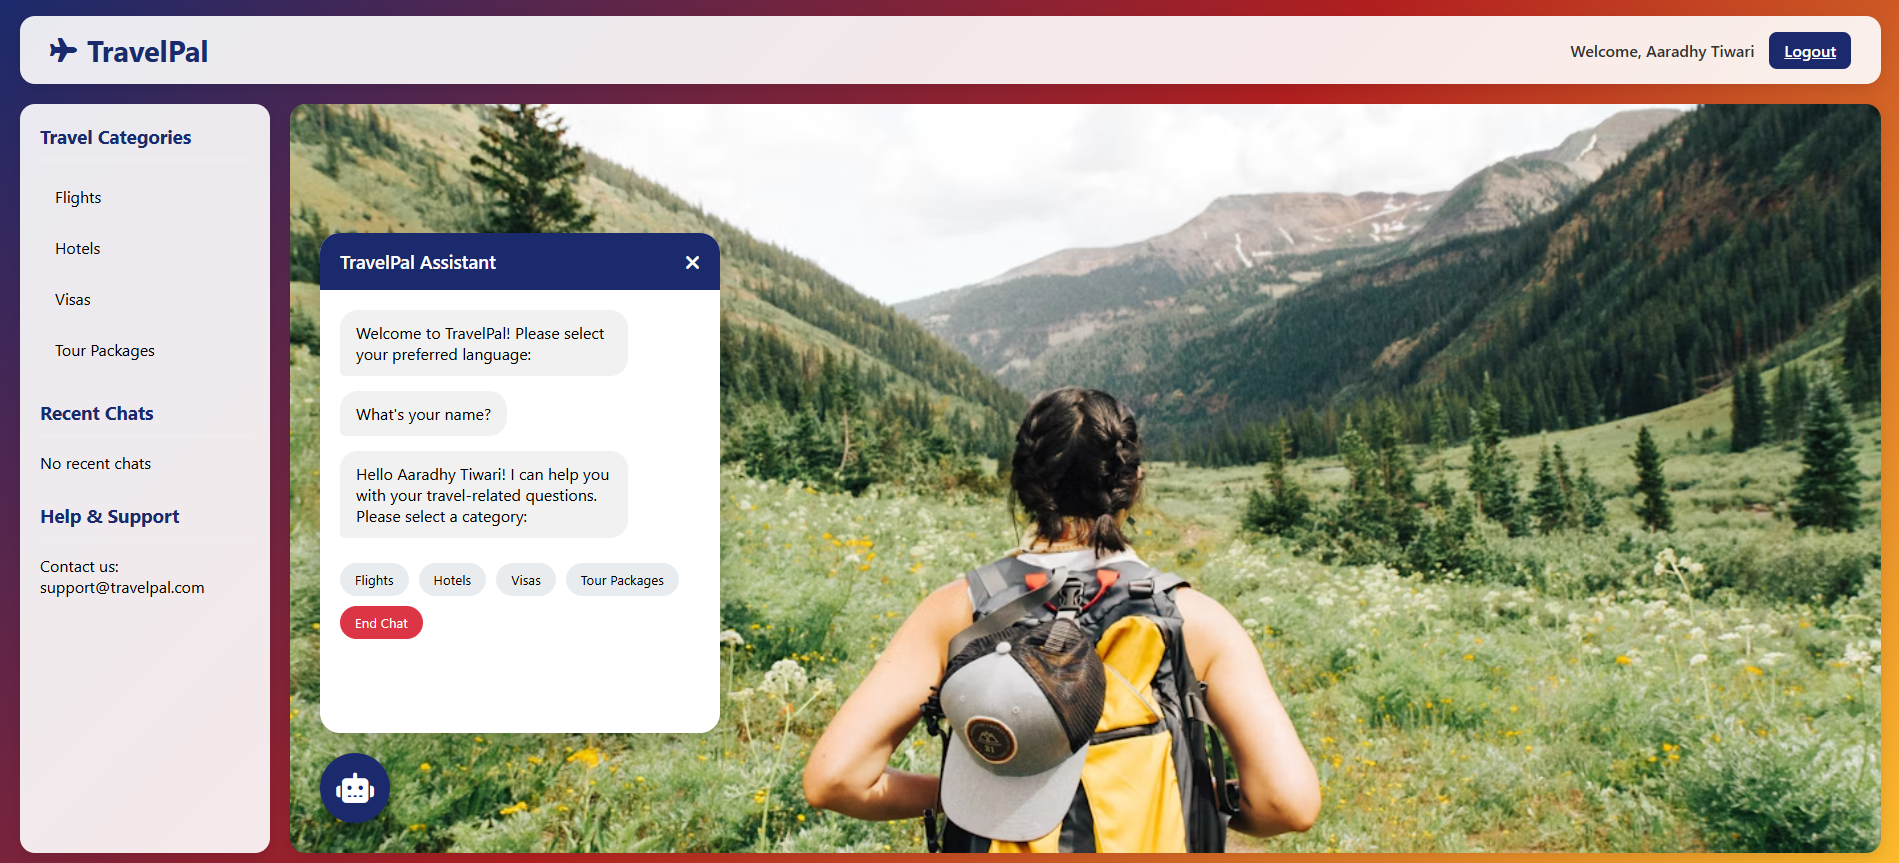 TravelPal
Welcome, Aaradhy Tiwari
Logout
Travel Categories
Flights
Hotels
Visas
Tour Packages
Recent Chats
No recent chats
Help & Support
Contact us:
support@travelpal.com
TravelPal Assistant
Welcome to TravelPal! Please select
your preferred language:
What's your name?
Hello Aaradhy Tiwari! I can help you
with your travel-related questions.
Please select a category:
Flights
Hotels
Visas
Tour Packages
End Chat